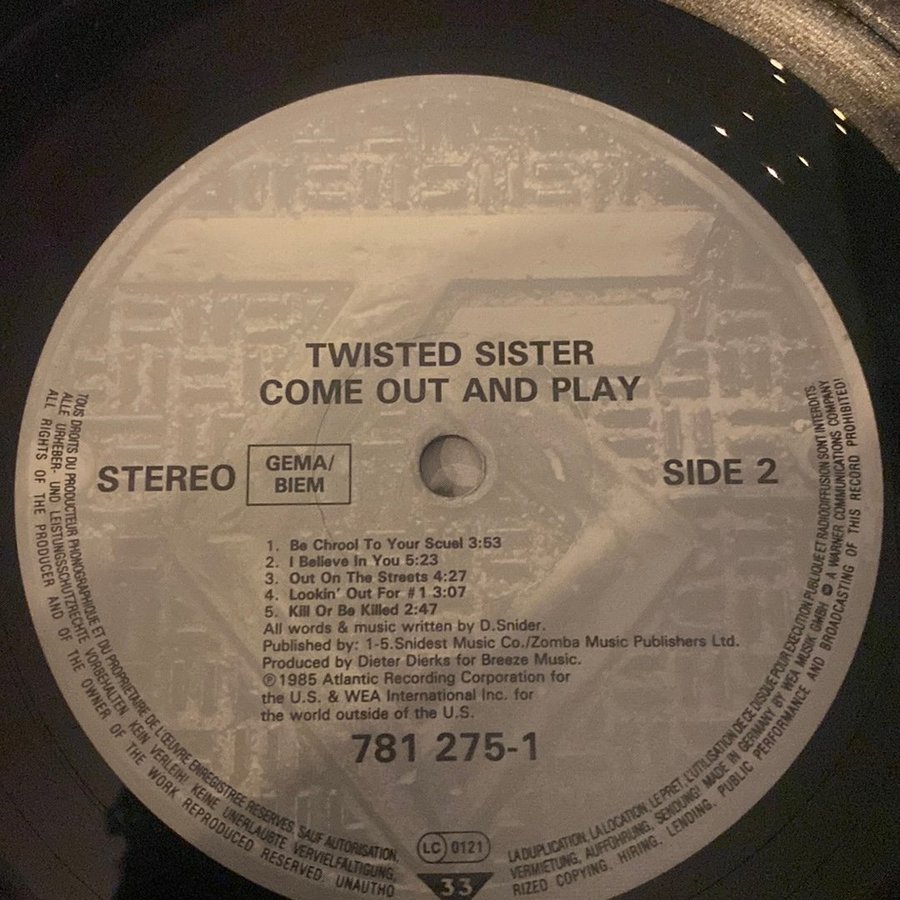 TWISTED SISTER
COME OUT AND PLAY
STEREO
GEMA/
BIEM
SIDE 2
1. Be Chrool To Your Scuel 3:53
2. I Believe In You 5:23
3. Out On The Streets 4:27
4. Lookin' Out For #1 3:07
5. Kill Or Be Killed 2:47
All words & music written by D.Snider.
Published by: 1-5.Snidest Music Co./Zomba Music Publishers Ltd.
Produced by Dieter Dierks for Breeze Music.
℗1985 Atlantic Recording Corporation for
the U.S. & WEA International Inc. for
the world outside of the U.S.
781 275-1
LC 0121
33
TOUS DROITS DU PRODUCTEUR PHONOGRAPHIQUE ET DU PROPRIETAIRE DE L'ŒUVRE ENREGISTREE RESERVES. SAUF AUTORISATION,
LA DUPLICATION, LA LOCATION, LE PRET, L'UTILISATION DE CE DISQUE POUR EXECUTION PUBLIQUE ET RADIODIFFUSION SONT INTERDITS.
ALLE URHEBER- UND LEISTUNGSSCHUTZRECHTE VORBEHALTEN. KEIN VERLEIH! KEINE UNERLAUBTE VERVIELFÄLTIGUNG,
VERMIETUNG, AUFFÜHRUNG, SENDUNG! MADE IN GERMANY BY WEA MUSIK GMBH A WARNER COMMUNICATIONS COMPANY
ALL RIGHTS OF THE PRODUCER AND OF THE OWNER OF THE WORK REPRODUCED RESERVED. UNAUTHO
RIZED COPYING, HIRING, LENDING, PUBLIC PERFORMANCE AND BROADCASTING OF THIS RECORD PROHIBITED!